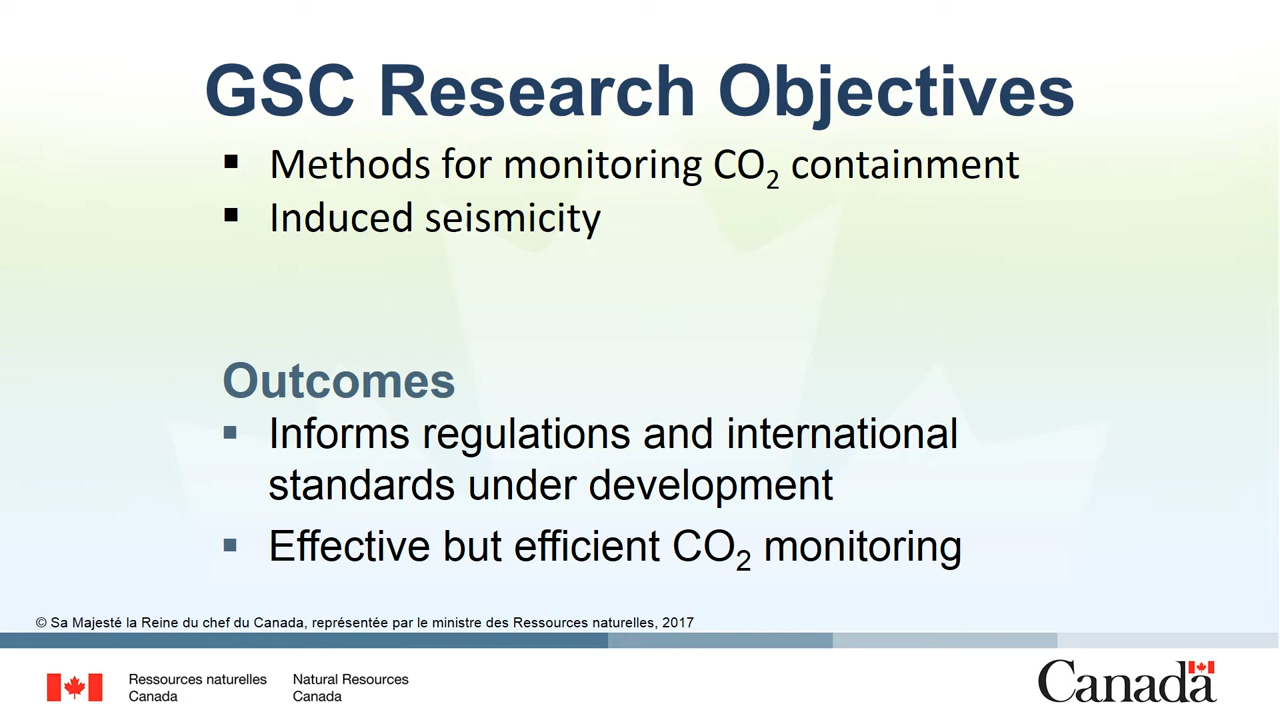 GSC Research Objectives
▪ Methods for monitoring CO₂ containment
▪ Induced seismicity
Outcomes
▪ Informs regulations and international
standards under development
▪ Effective but efficient CO₂ monitoring
© Sa Majesté la Reine du chef du Canada, représentée par le ministre des Ressources naturelles, 2017
Ressources naturelles
Canada
Natural Resources
Canada
Canada